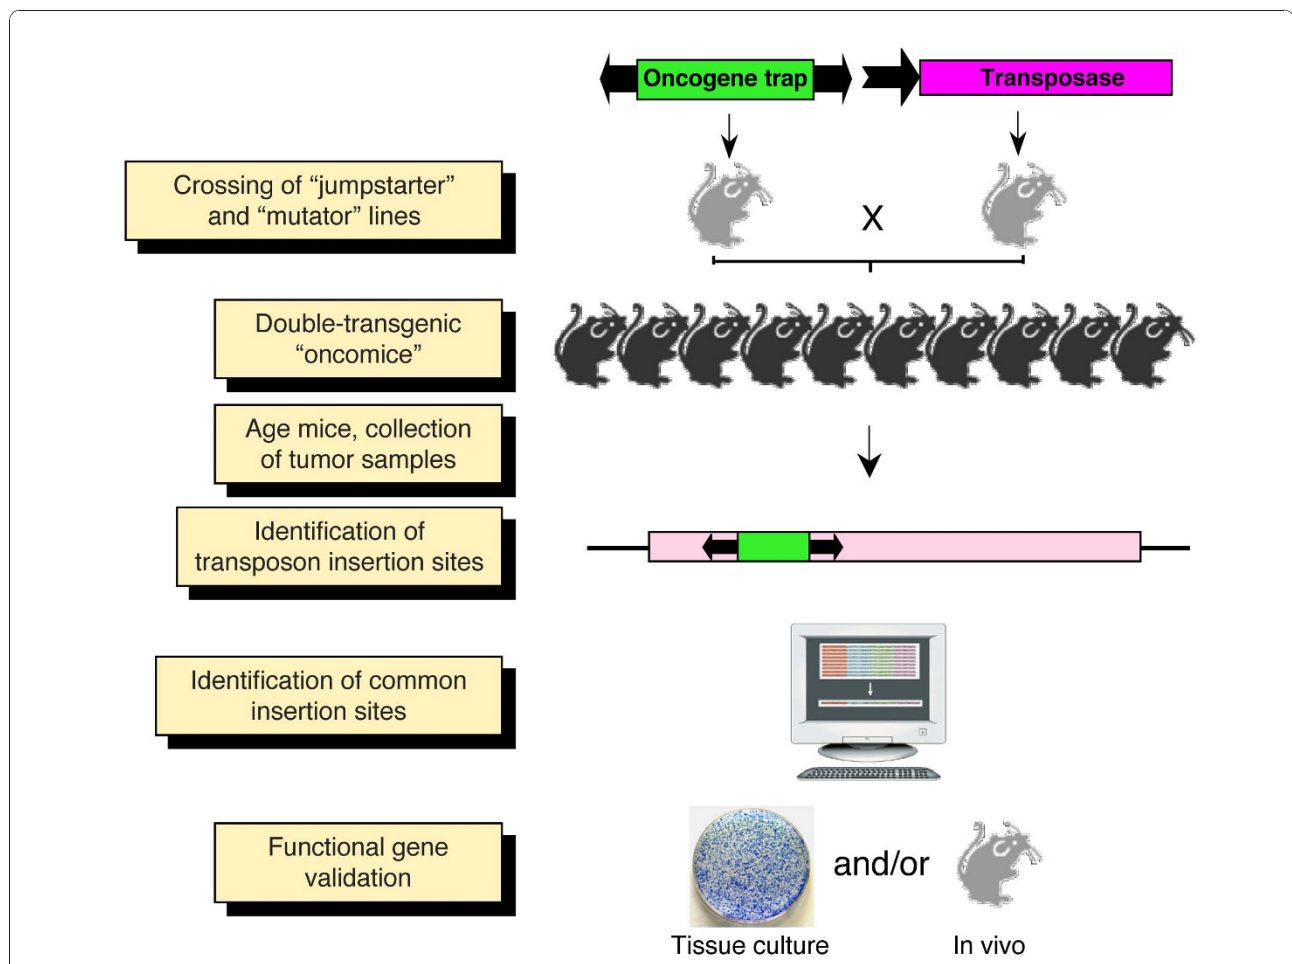 Oncogene trap
Transposase
Crossing of “jumpstarter”
and “mutator” lines
X
Double-transgenic
“oncomice”
Age mice, collection
of tumor samples
Identification of
transposon insertion sites
Identification of common
insertion sites
Functional gene
validation
and/or
Tissue culture
In vivo